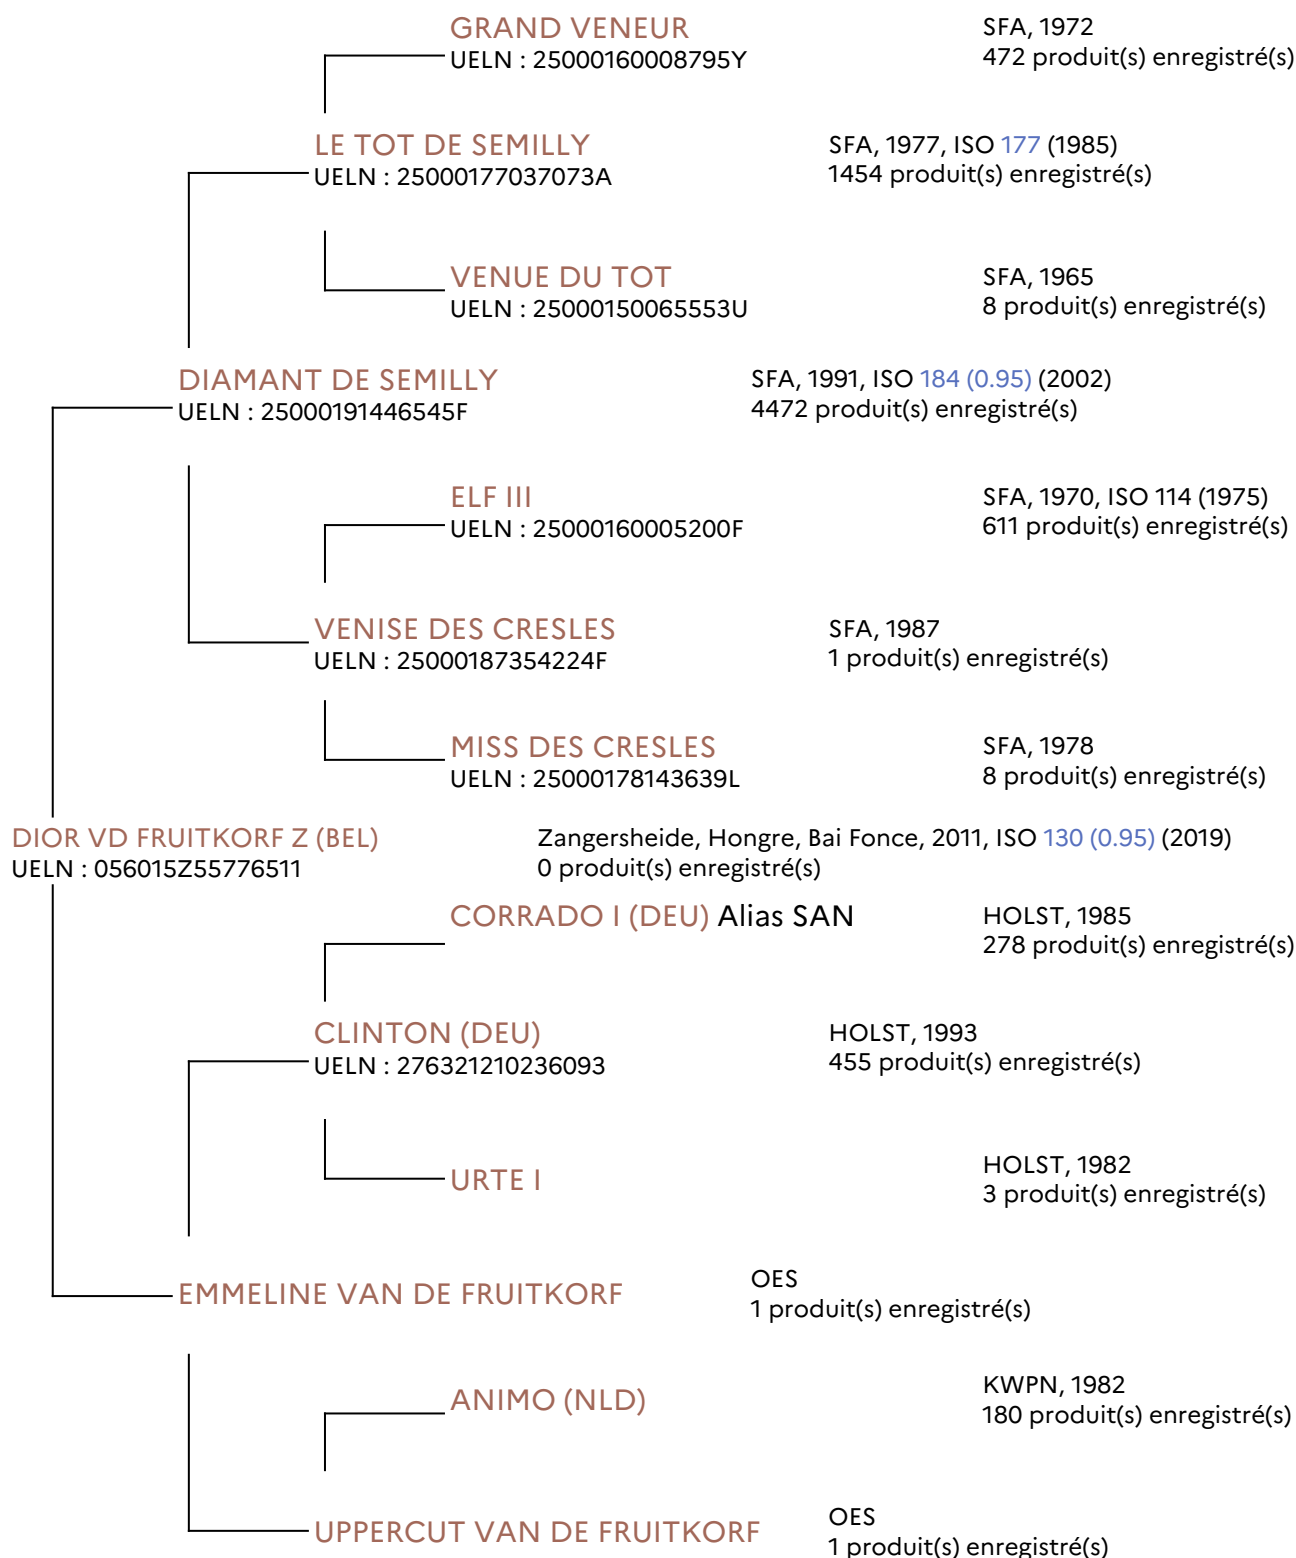 GRAND VENEUR
UELN : 25000160008795Y
SFA, 1972
472 produit(s) enregistré(s)
LE TOT DE SEMILLY
UELN : 25000177037073A
SFA, 1977, ISO 177 (1985)
1454 produit(s) enregistré(s)
VENUE DU TOT
UELN : 25000150065553U
SFA, 1965
8 produit(s) enregistré(s)
DIAMANT DE SEMILLY
UELN : 25000191446545F
SFA, 1991, ISO 184 (0.95) (2002)
4472 produit(s) enregistré(s)
ELF III
UELN : 25000160005200F
SFA, 1970, ISO 114 (1975)
611 produit(s) enregistré(s)
VENISE DES CRESLES
UELN : 25000187354224F
SFA, 1987
1 produit(s) enregistré(s)
MISS DES CRESLES
UELN : 25000178143639L
SFA, 1978
8 produit(s) enregistré(s)
DIOR VD FRUITKORF Z (BEL)
UELN : 056015Z55776511
Zangersheide, Hongre, Bai Fonce, 2011, ISO 130 (0.95) (2019)
0 produit(s) enregistré(s)
CORRADO I (DEU) Alias SAN
HOLST, 1985
278 produit(s) enregistré(s)
CLINTON (DEU)
UELN : 276321210236093
HOLST, 1993
455 produit(s) enregistré(s)
URTE I
HOLST, 1982
3 produit(s) enregistré(s)
EMMELINE VAN DE FRUITKORF
OES
1 produit(s) enregistré(s)
ANIMO (NLD)
KWPN, 1982
180 produit(s) enregistré(s)
UPPERCUT VAN DE FRUITKORF
OES
1 produit(s) enregistré(s)